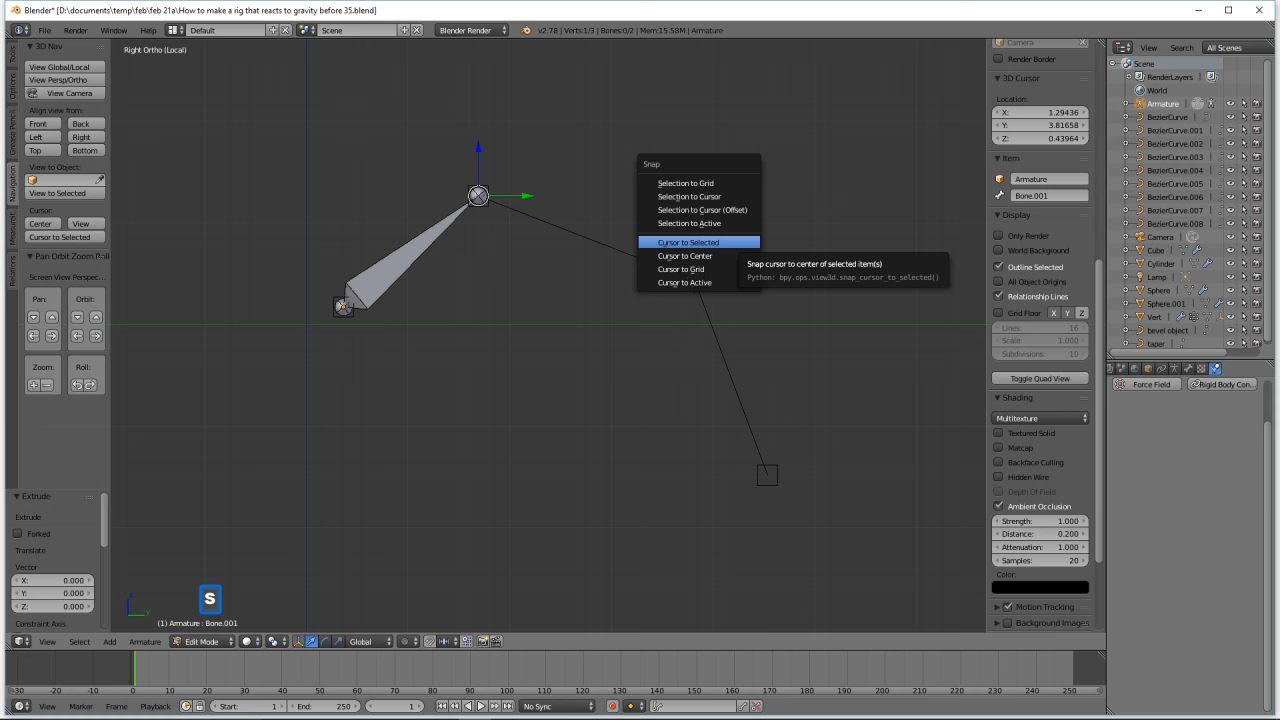 Blender* [D:\documents\temp\feb\feb 21a\How to make a rig that reacts to gravity before 35.blend]
File Render Window Help Default Scene Blender Render v2.78 | Verts:1/3 | Bones:0/2 | Mem:15.58M | Armature
3D Nav
View Global/Local
View Persp/Ortho
View Camera
Align view from:
Front Back
Left Right
Top Bottom
View to Object:
View to Selected
Cursor:
Center View
Cursor to Selected
Pan Orbit Zoom Roll
Screen View Perspec...
Pan: Orbit:
Zoom: Roll:
Tools
Options
Grease Pencil
Navigation
Measureit
Display
Relations
Extrude
Extrude
Forked
Translate
Vector
X: 0.000
Y: 0.000
Z: 0.000
Constraint Axis
Right Ortho (Local)
Snap
Selection to Grid
Selection to Cursor
Selection to Cursor (Offset)
Selection to Active
Cursor to Selected
Cursor to Center
Cursor to Grid
Cursor to Active
Snap cursor to center of selected item(s)
Python: bpy.ops.view3d.snap_cursor_to_selected()
S
Z
Y
(1) Armature : Bone.001
Camera
Render Border
3D Cursor
Location:
X: 1.29436
Y: 3.81658
Z: 0.43964
Item
Armature
Bone.001
Display
Only Render
World Background
Outline Selected
All Object Origins
Relationship Lines
Grid Floor X Y Z
Lines: 16
Scale: 1.000
Subdivisions: 10
Toggle Quad View
Shading
Multitexture
Textured Solid
Matcap
Backface Culling
Hidden Wire
Depth Of Field
Ambient Occlusion
Strength: 1.000
Distance: 0.200
Attenuation: 1.000
Samples: 20
Color:
Motion Tracking
Background Images
View Search All Scenes
Scene
RenderLayers
World
Armature
BezierCurve
BezierCurve.001
BezierCurve.002
BezierCurve.003
BezierCurve.004
BezierCurve.005
BezierCurve.006
BezierCurve.007
BezierCurve.008
Camera
Cube
Cylinder
Lamp
Sphere
Sphere.001
Vert
bevel object
taper
Force Field Rigid Body Con...
View Select Add Armature Edit Mode Global
-30 -20 -10 0 10 20 30 40 50 60 70 80 90 100 110 120 130 140 150 160 170 180 190 200 210 220 230 240 250
View Marker Frame Playback Start: 1 End: 250 1 No Sync